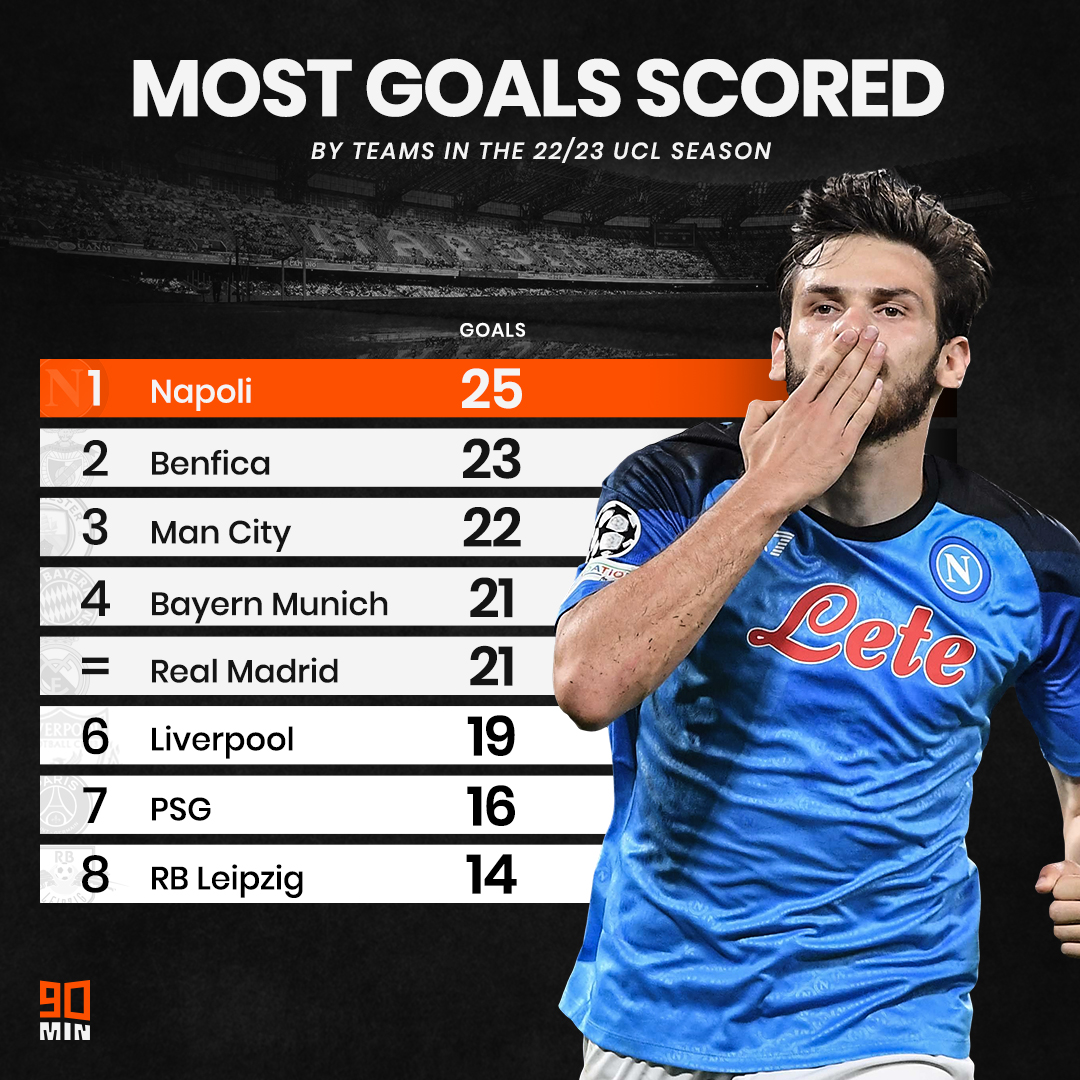 MOST GOALS SCORED
BY TEAMS IN THE 22/23 UCL SEASON
GOALS
1 Napoli 25
2 Benfica 23
3 Man City 22
4 Bayern Munich 21
= Real Madrid 21
6 Liverpool 19
7 PSG 16
8 RB Leipzig 14
N
Lete
90
MIN